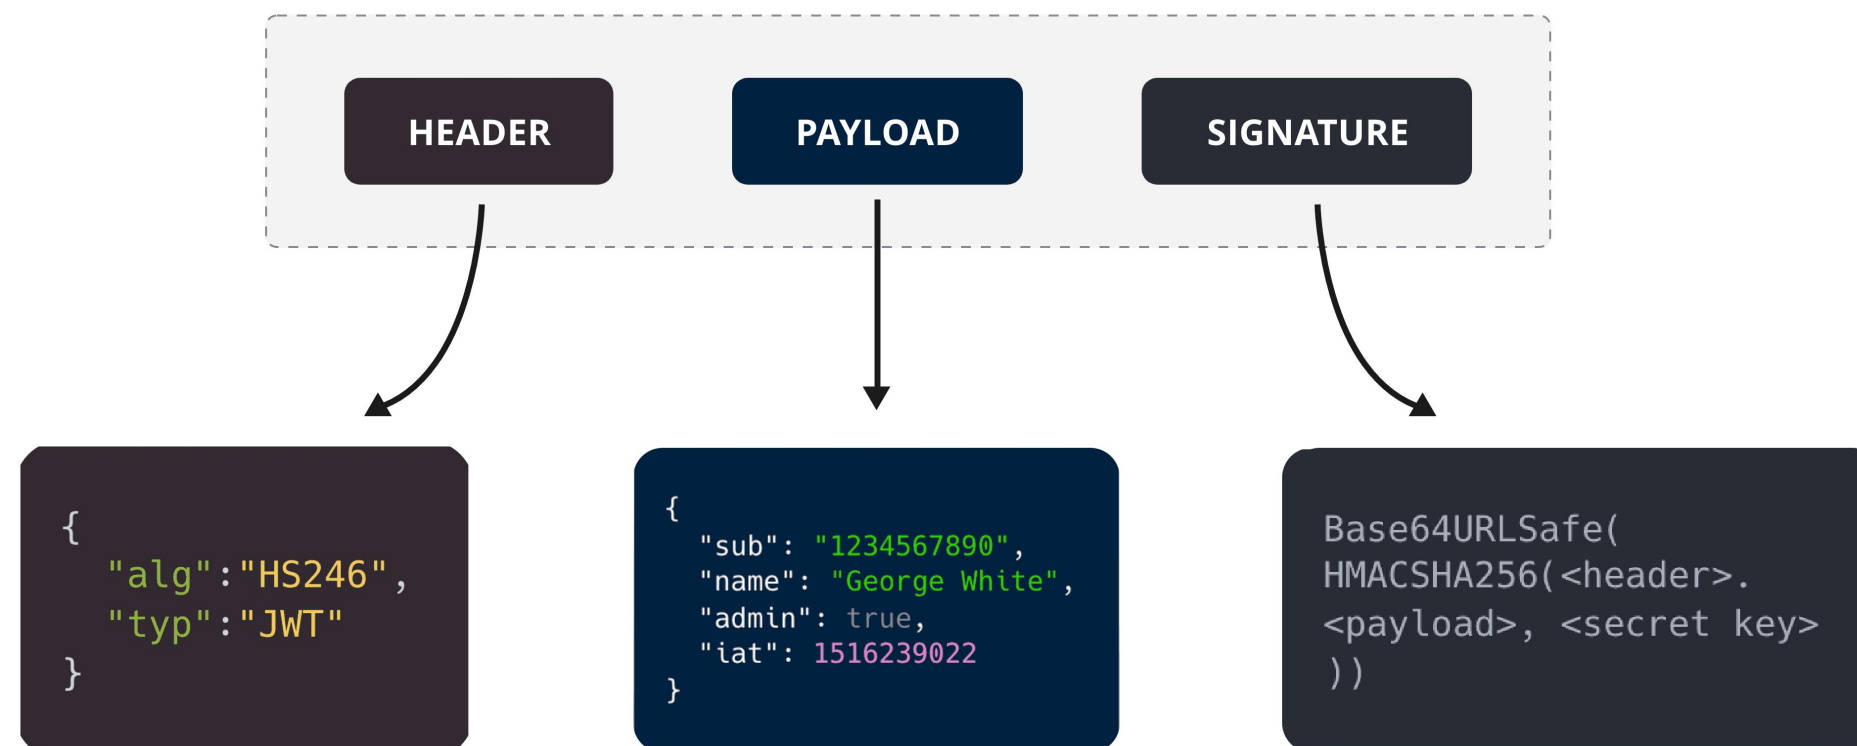 HEADER
PAYLOAD
SIGNATURE
{
"alg":"HS246",
"typ":"JWT"
}
{
"sub": "1234567890",
"name": "George White",
"admin": true,
"iat": 1516239022
}
Base64URLSafe(
HMACSHA256(<header>.
<payload>, <secret key>
))